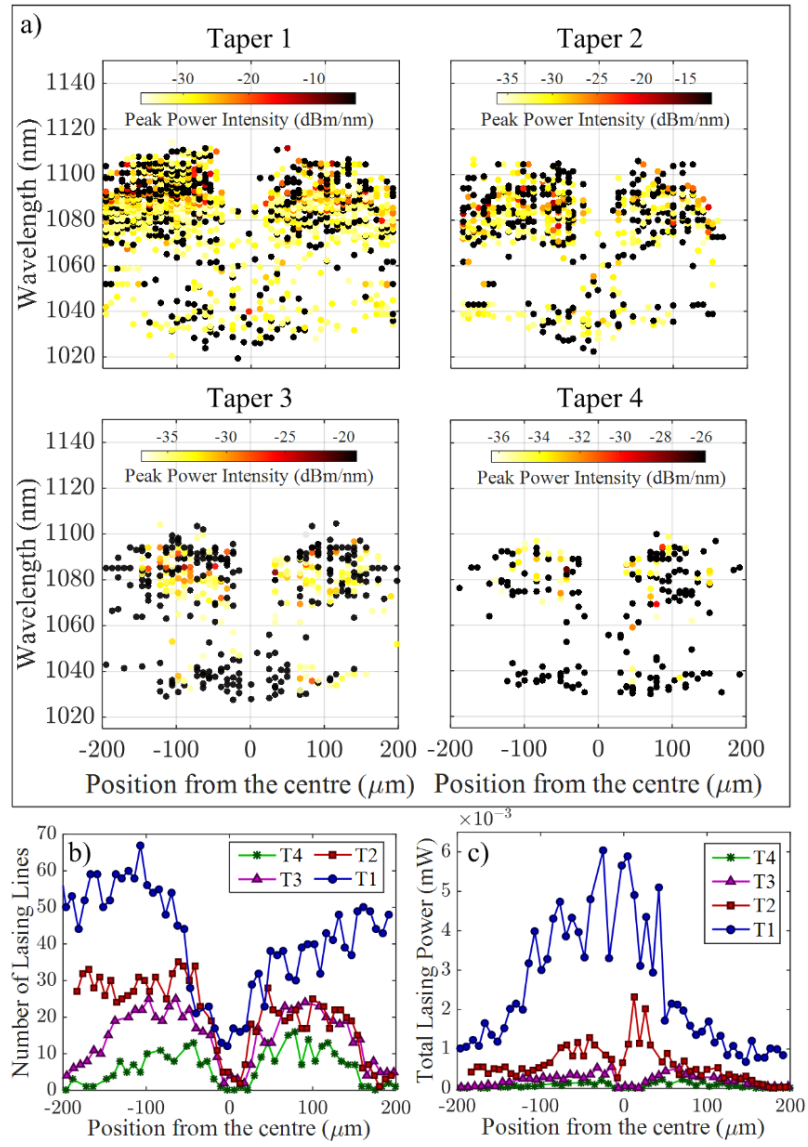 a)
Taper 1
Taper 2
-30 -20 -10
Peak Power Intensity (dBm/nm)
-35 -30 -25 -20 -15
Peak Power Intensity (dBm/nm)
Wavelength (nm)
1140
1120
1100
1080
1060
1040
1020
Taper 3
Taper 4
-35 -30 -25 -20
Peak Power Intensity (dBm/nm)
-36 -34 -32 -30 -28 -26
Peak Power Intensity (dBm/nm)
Wavelength (nm)
1140
1120
1100
1080
1060
1040
1020
-200 -100 0 100 200
-200 -100 0 100 200
Position from the centre (μm)
Position from the centre (μm)
b)
Number of Lasing Lines
70
60
50
40
30
20
10
0
T4 T2
T3 T1
-200 -100 0 100 200
Position from the centre (μm)
×10⁻³
c)
Total Lasing Power (mW)
6
5
4
3
2
1
0
T4
T3
T2
T1
-200 -100 0 100 200
Position from the centre (μm)